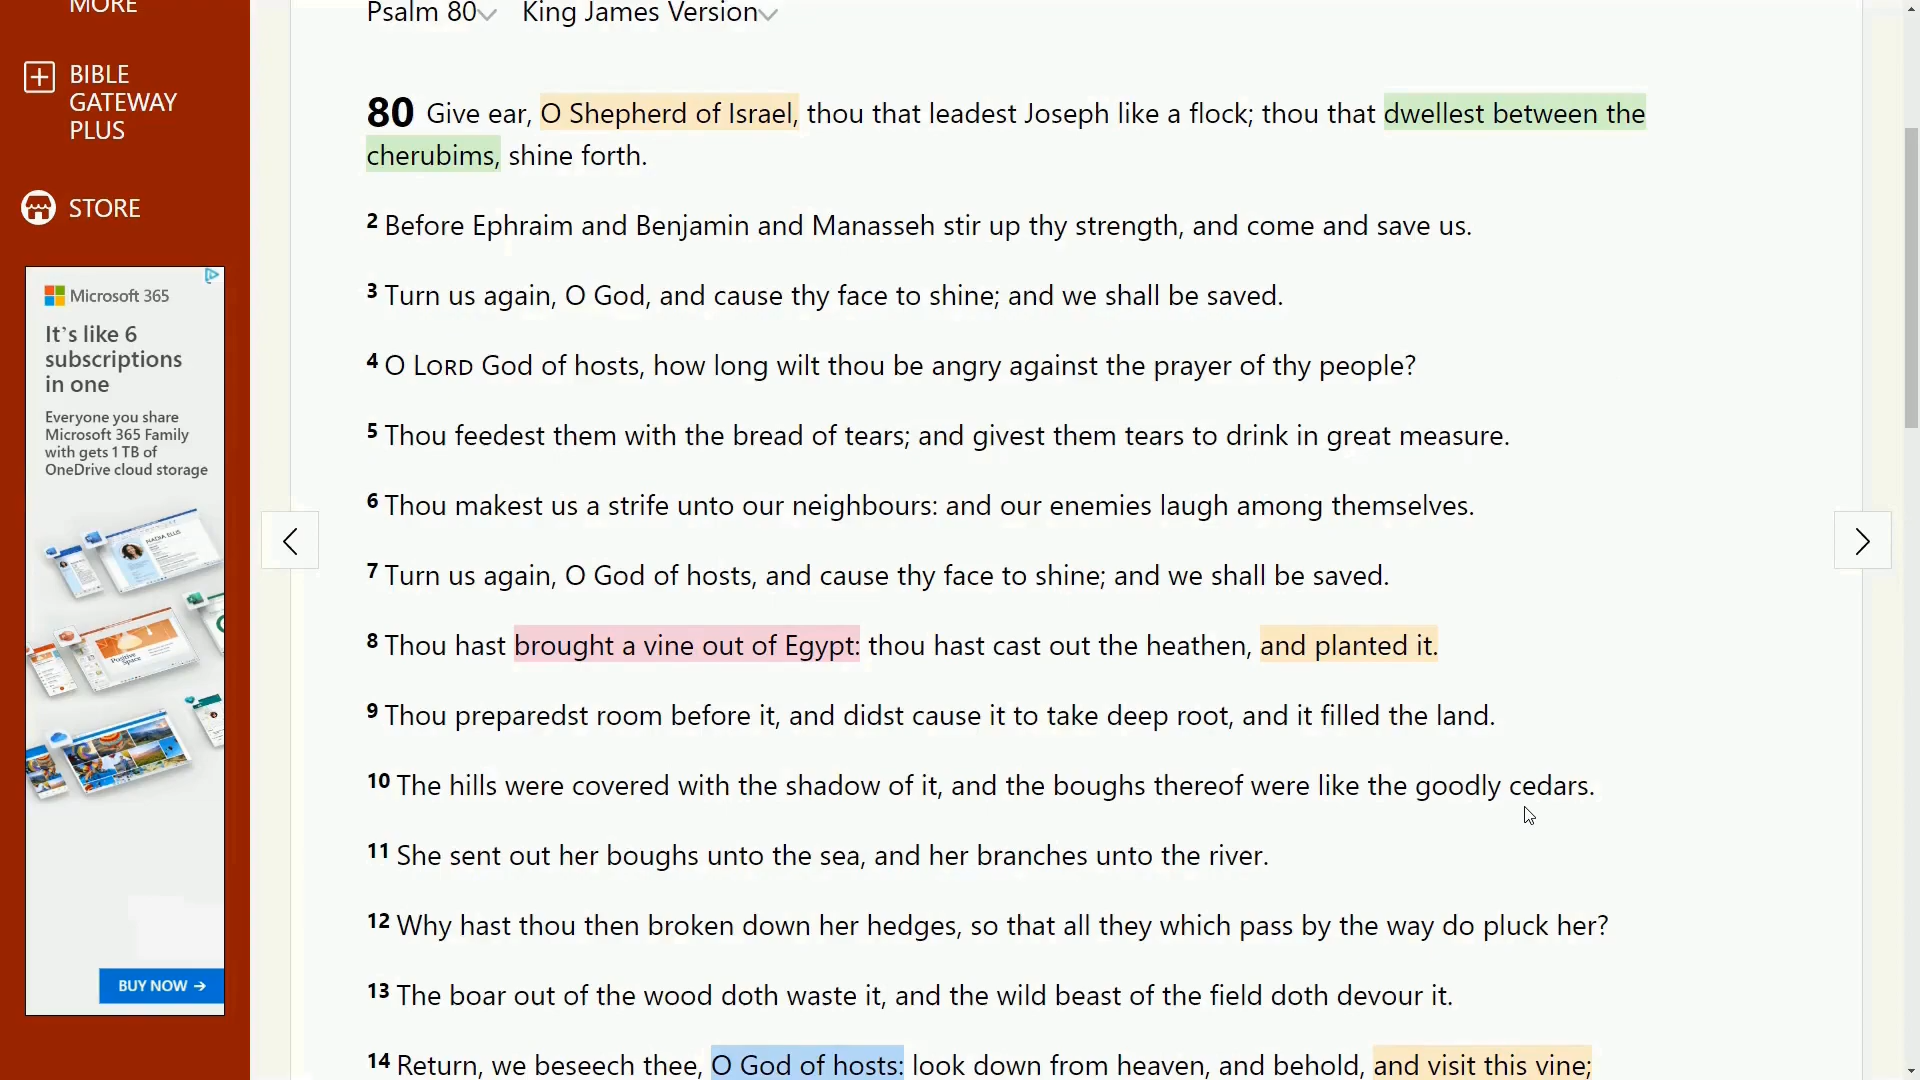 MORE
BIBLE
GATEWAY
PLUS
STORE
Microsoft 365
It's like 6
subscriptions
in one
Everyone you share
Microsoft 365 Family
with gets 1 TB of
OneDrive cloud storage
NADIA ELLIS
Positive
Space
BUY NOW →
Psalm 80 King James Version
80 Give ear, O Shepherd of Israel, thou that leadest Joseph like a flock; thou that dwellest between the
cherubims, shine forth.
2 Before Ephraim and Benjamin and Manasseh stir up thy strength, and come and save us.
3 Turn us again, O God, and cause thy face to shine; and we shall be saved.
4 O LORD God of hosts, how long wilt thou be angry against the prayer of thy people?
5 Thou feedest them with the bread of tears; and givest them tears to drink in great measure.
6 Thou makest us a strife unto our neighbours: and our enemies laugh among themselves.
7 Turn us again, O God of hosts, and cause thy face to shine; and we shall be saved.
8 Thou hast brought a vine out of Egypt: thou hast cast out the heathen, and planted it.
9 Thou preparedst room before it, and didst cause it to take deep root, and it filled the land.
10 The hills were covered with the shadow of it, and the boughs thereof were like the goodly cedars.
11 She sent out her boughs unto the sea, and her branches unto the river.
12 Why hast thou then broken down her hedges, so that all they which pass by the way do pluck her?
13 The boar out of the wood doth waste it, and the wild beast of the field doth devour it.
14 Return, we beseech thee, O God of hosts: look down from heaven, and behold, and visit this vine;